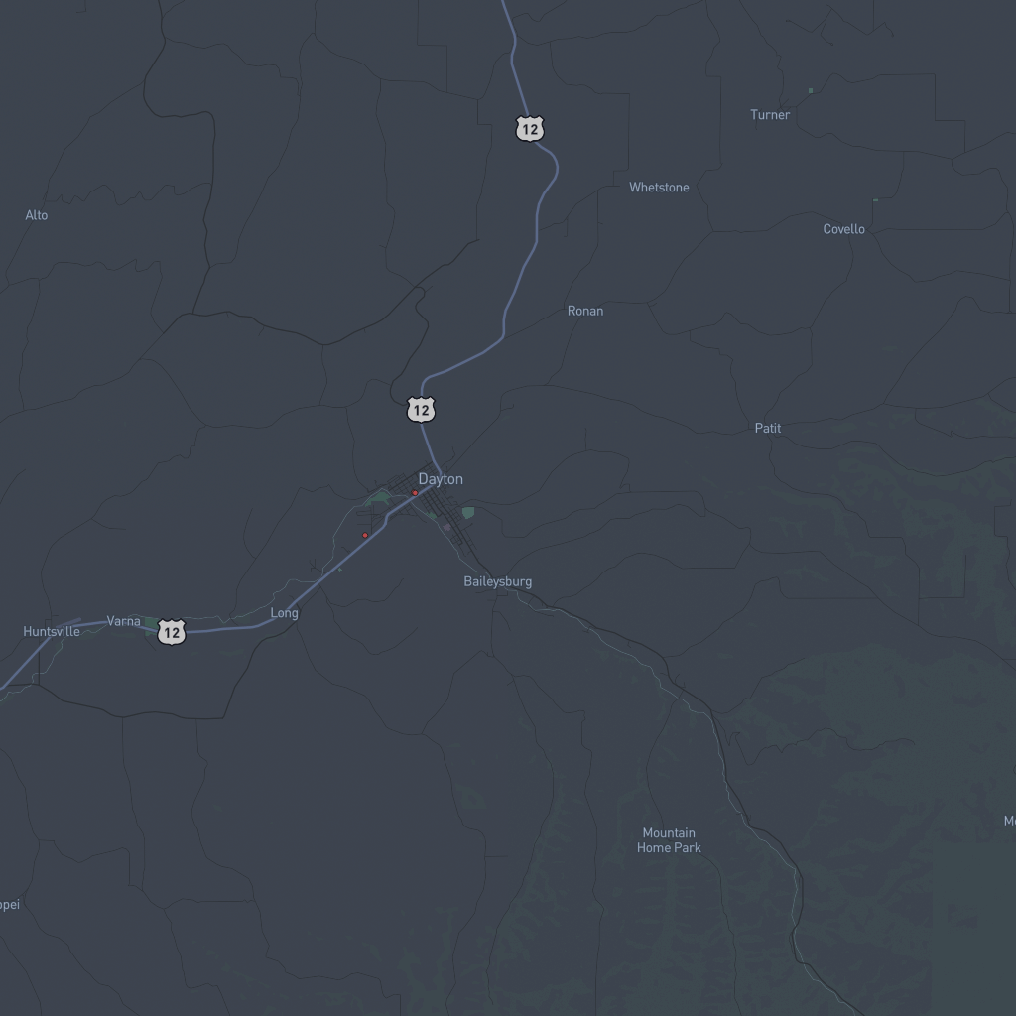 12
Turner
Whetstone
Alto
Covello
Ronan
12
Patit
Dayton
Baileysburg
Long
Varna
12
Huntsville
Mountain
Home Park